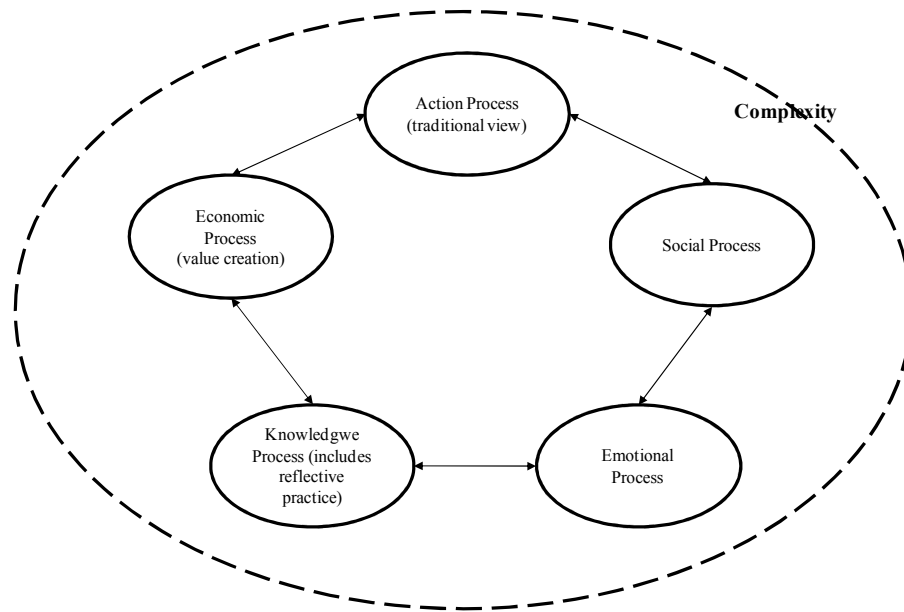 Action Process
(traditional view)
Complexity
Economic
Process
(value creation)
Social Process
Knowledgwe
Process (includes
reflective
practice)
Emotional
Process